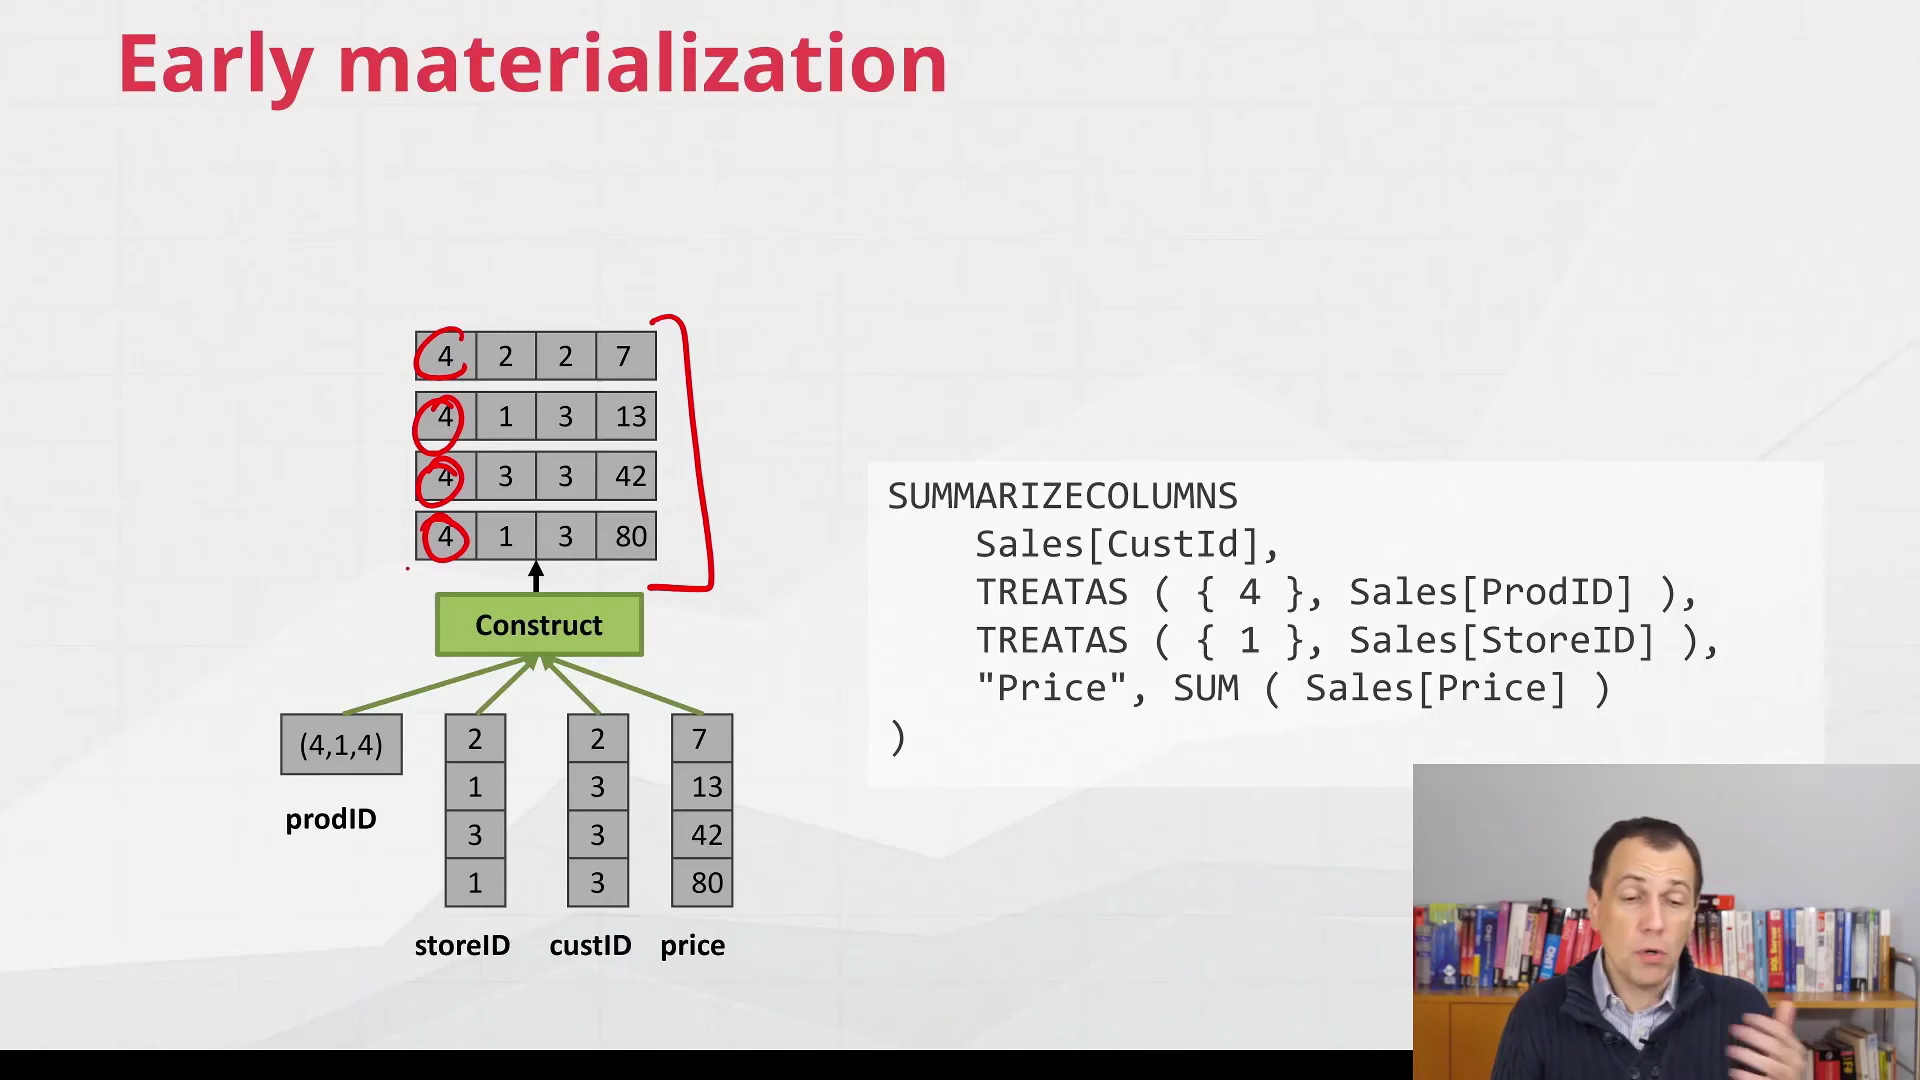 Early materialization
4 2 2 7
4 1 3 13
4 3 3 42
4 1 3 80
Construct
(4,1,4)
prodID
2 2 7
1 3 13
3 3 42
1 3 80
storeID custID price
SUMMARIZECOLUMNS
Sales[CustId],
TREATAS ( { 4 }, Sales[ProdID] ),
TREATAS ( { 1 }, Sales[StoreID] ),
"Price", SUM ( Sales[Price] )
)